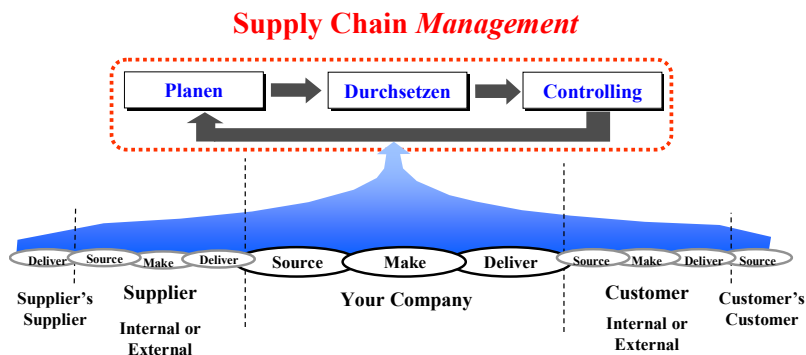 Supply Chain Management
Planen Durchsetzen Controlling
Deliver Source Make Deliver Source Make Deliver Source Make Deliver Source
Supplier's
Supplier
Supplier
Internal or
External
Your Company
Customer
Internal or
External
Customer's
Customer